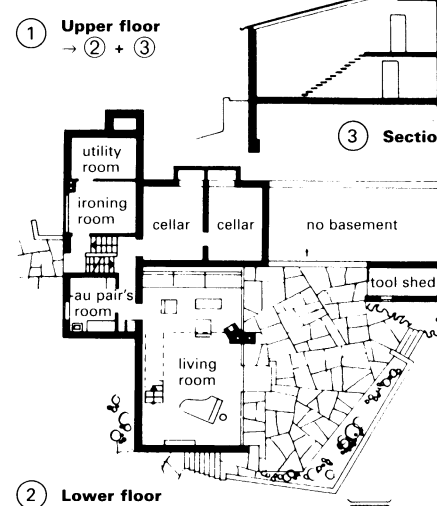 1 Upper floor
→ 2 + 3
3 Sectio
utility
room
ironing
room
cellar
cellar
no basement
tool shed
au pair's
room
living
room
2 Lower floor